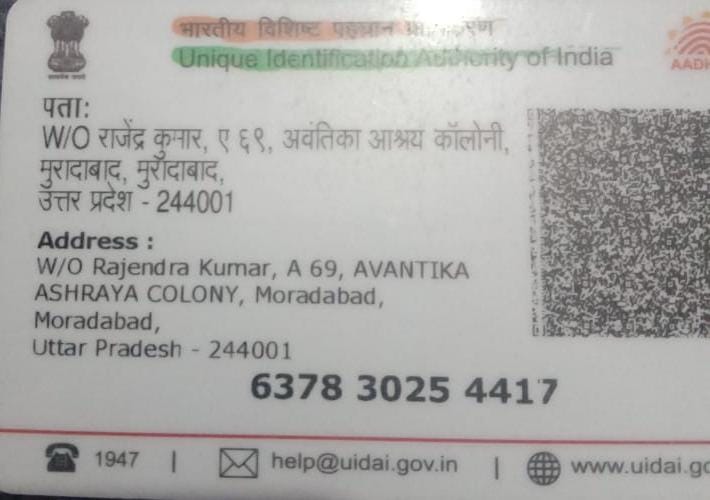 भारतीय विशिष्ट पहचान
Unique Identification Authority of India
पता:
W/O राजेंद्र कुमार, ए ६९, अवंतिका आश्रय कॉलोनी,
मुरादाबाद, मुरादाबाद,
उत्तर प्रदेश - 244001
Address :
W/O Rajendra Kumar, A 69, AVANTIKA
ASHRAYA COLONY, Moradabad,
Moradabad,
Uttar Pradesh - 244001
6378 3025 4417
1947 | help@uidai.gov.in | www.uidai.go